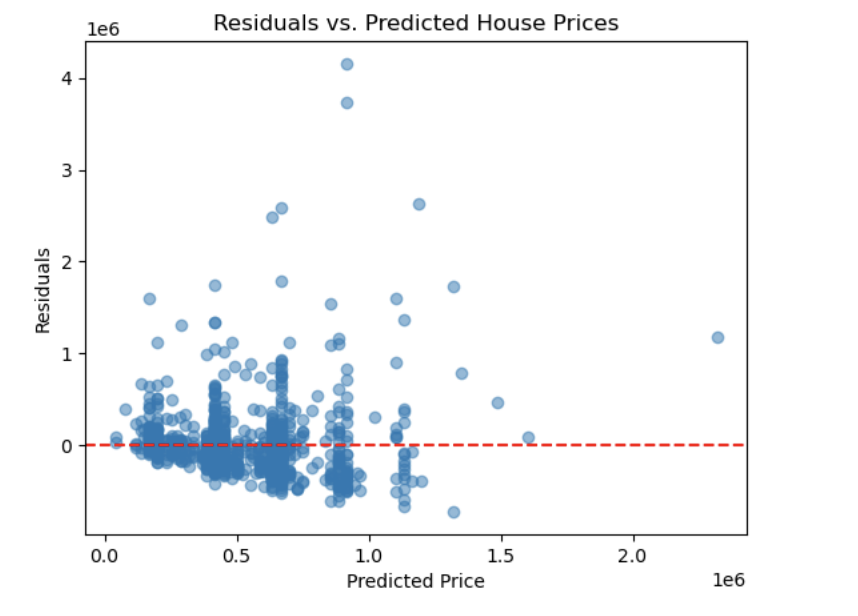 Residuals vs. Predicted House Prices
1e6
4
3
2
1
0
Residuals
0.0 0.5 1.0 1.5 2.0
Predicted Price
1e6